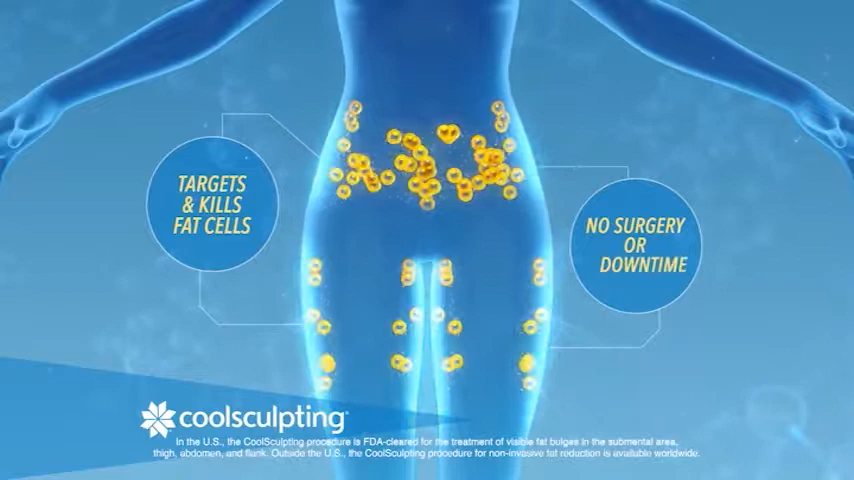 TARGETS
& KILLS
FAT CELLS
NO SURGERY
OR
DOWNTIME
coolsculpting
In the U.S., the CoolSculpting procedure is FDA-cleared for the treatment of visible fat bulges in the submental area,
thigh, abdomen, and flank. Outside the U.S., the CoolSculpting procedure for non-invasive fat reduction is available worldwide.